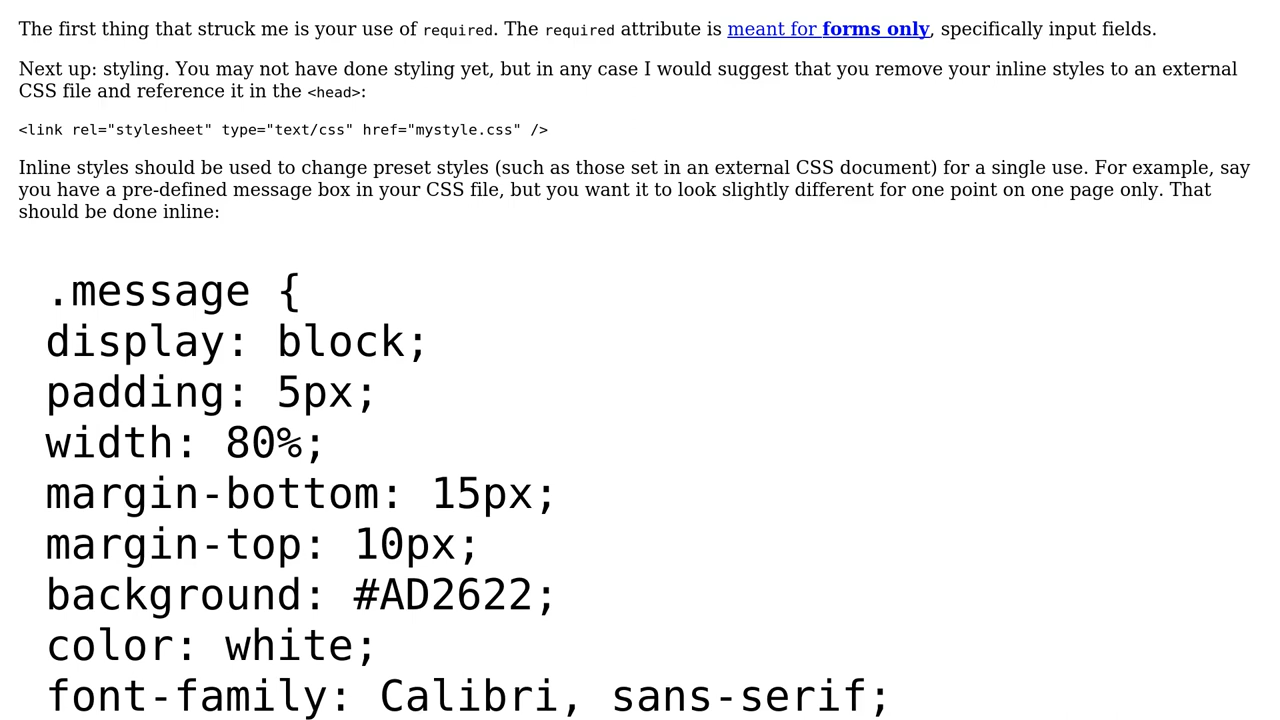 The first thing that struck me is your use of required. The required attribute is meant for forms only, specifically input fields.
Next up: styling. You may not have done styling yet, but in any case I would suggest that you remove your inline styles to an external
CSS file and reference it in the <head>:
<link rel="stylesheet" type="text/css" href="mystyle.css" />
Inline styles should be used to change preset styles (such as those set in an external CSS document) for a single use. For example, say
you have a pre-defined message box in your CSS file, but you want it to look slightly different for one point on one page only. That
should be done inline:
.message {
display: block;
padding: 5px;
width: 80%;
margin-bottom: 15px;
margin-top: 10px;
background: #AD2622;
color: white;
font-family: Calibri, sans-serif;